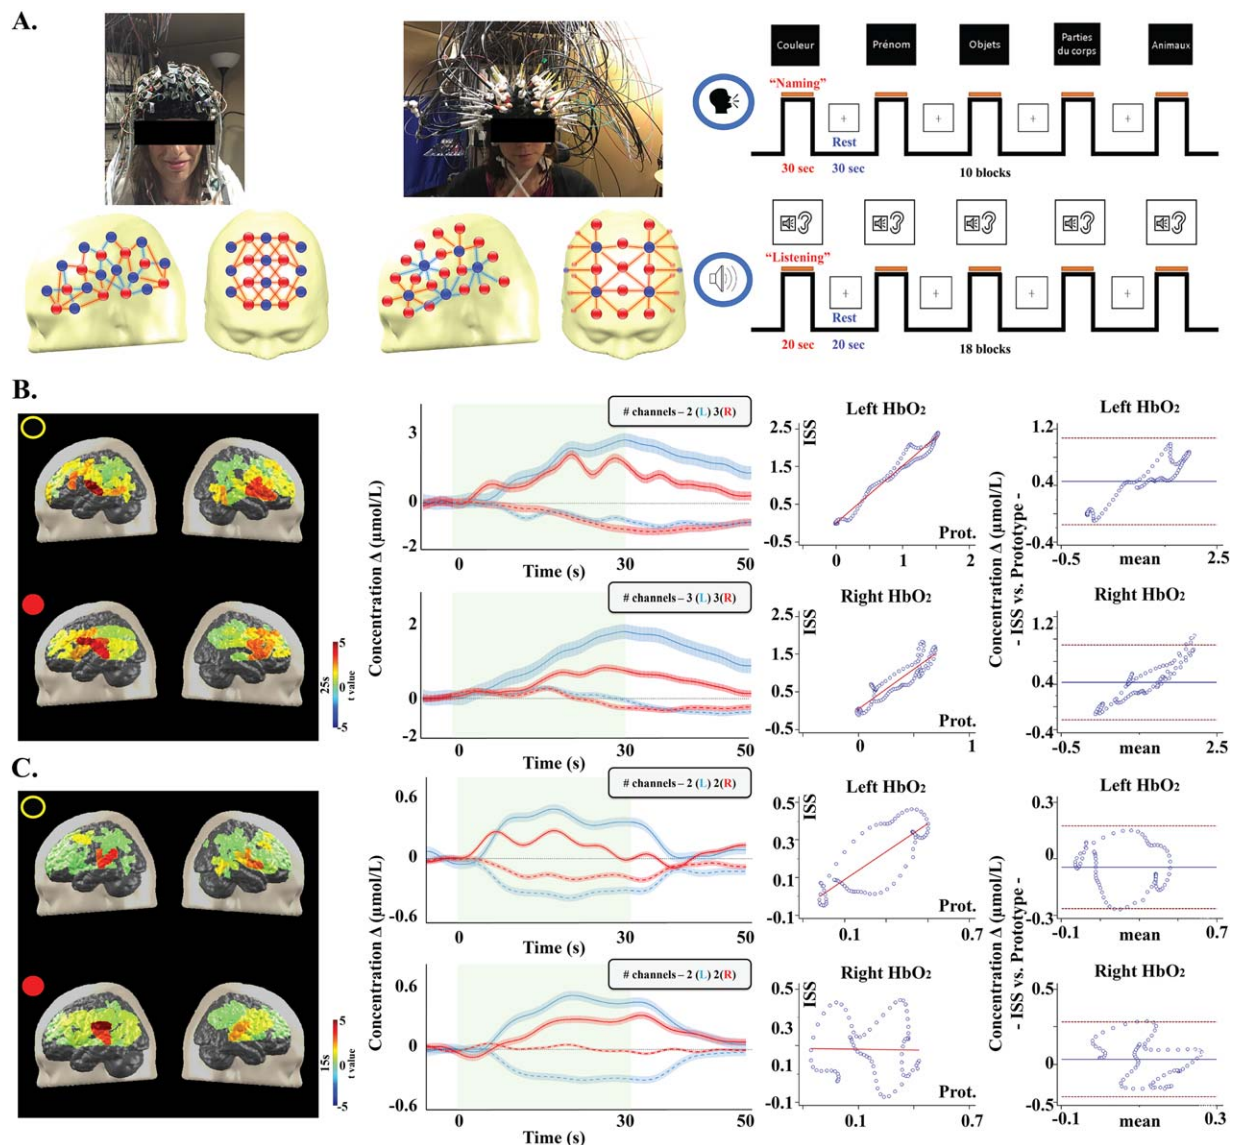 A.
Couleur
Prénom
Objets
Parties
du corps
Animaux
“Naming”
Rest
30 sec
30 sec
10 blocks
“Listening”
Rest
20 sec
20 sec
18 blocks
B.
5
0
-5
25s
t value
# channels – 2 (L) 3(R)
3
0
-2
0
30
50
Time (s)
Concentration Δ (μmol/L)
# channels – 3 (L) 3(R)
2
0
-2
0
30
50
Time (s)
Left HbO2
ISS
2.5
1.5
0.5
-0.5
Prot.
0
1
2
Right HbO2
ISS
2.5
1.5
0.5
-0.5
Prot.
0
1
Left HbO2
1.2
0.4
-0.4
-0.5
mean
2.5
Concentration Δ (μmol/L)
- ISS vs. Prototype -
Right HbO2
1.2
0.4
-0.4
-0.5
mean
2.5
C.
5
0
-5
15s
t value
# channels – 2 (L) 2(R)
0.6
0
-0.6
0
30
50
Time (s)
Concentration Δ (μmol/L)
# channels – 2 (L) 2(R)
0.6
0
-0.6
0
30
50
Time (s)
Left HbO2
ISS
0.5
0.3
0.1
-0.1
Prot.
0.1
0.7
Right HbO2
ISS
0.5
0.3
0.1
-0.1
Prot.
0.1
0.7
Left HbO2
0.3
0
-0.3
-0.1
mean
0.7
Concentration Δ (μmol/L)
- ISS vs. Prototype -
Right HbO2
0.5
0
-0.5
-0.1
mean
0.3